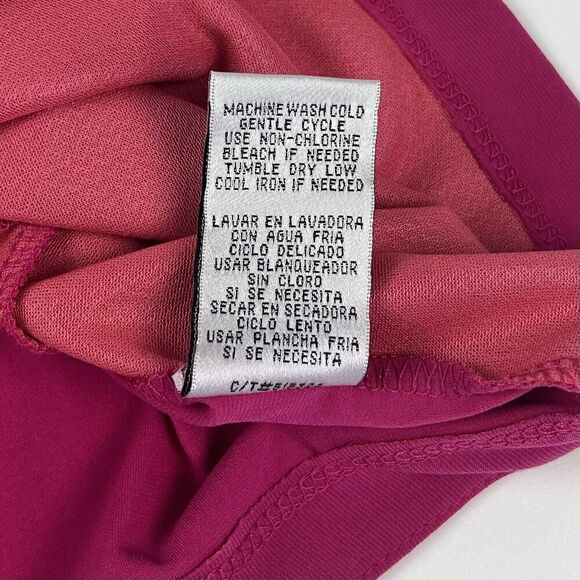 MACHINE WASH COLD
GENTLE CYCLE
USE NON-CHLORINE
BLEACH IF NEEDED
TUMBLE DRY LOW
COOL IRON IF NEEDED
LAVAR EN LAVADORA
CON AGUA FRIA
CICLO DELICADO
USAR BLANQUEADOR
SIN CLORO
SI SE NECESITA
SECAR EN SECADORA
CICLO LENTO
USAR PLANCHA FRIA
SI SE NECESITA